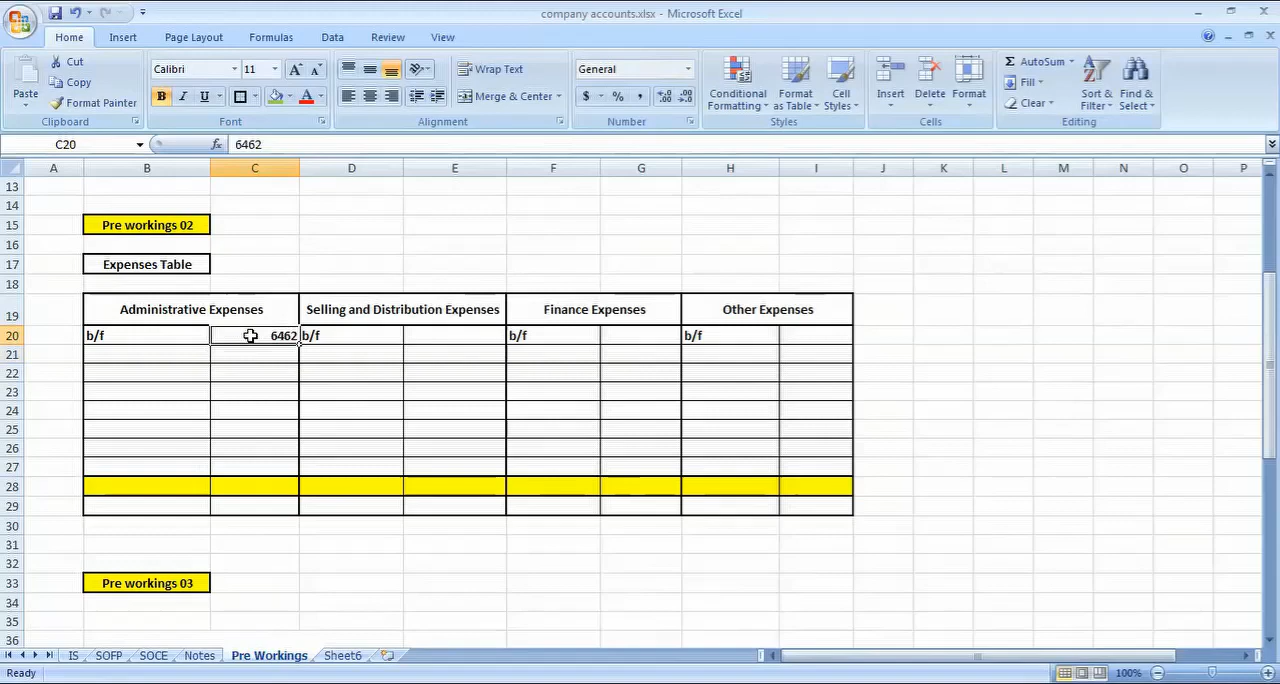 company accounts.xlsx - Microsoft Excel
Home Insert Page Layout Formulas Data Review View
Paste Cut Copy Format Painter
Calibri 11
B I U A
Wrap Text
Merge & Center
General
$ % ,
Conditional Formatting
Format as Table
Cell Styles
Insert Delete Format
Σ AutoSum
Fill
Clear
Sort & Filter
Find & Select
Clipboard Font Alignment Number Styles Cells Editing
C20 fx 6462
A B C D E F G H I J K L M N O P
13
14
15 Pre workings 02
16
17 Expenses Table
18
19 Administrative Expenses Selling and Distribution Expenses Finance Expenses Other Expenses
20 b/f 6462 b/f b/f b/f
21
22
23
24
25
26
27
28
29
30
31
32
33 Pre workings 03
34
35
36
IS SOFP SOCE Notes Pre Workings Sheet6
Ready 100%